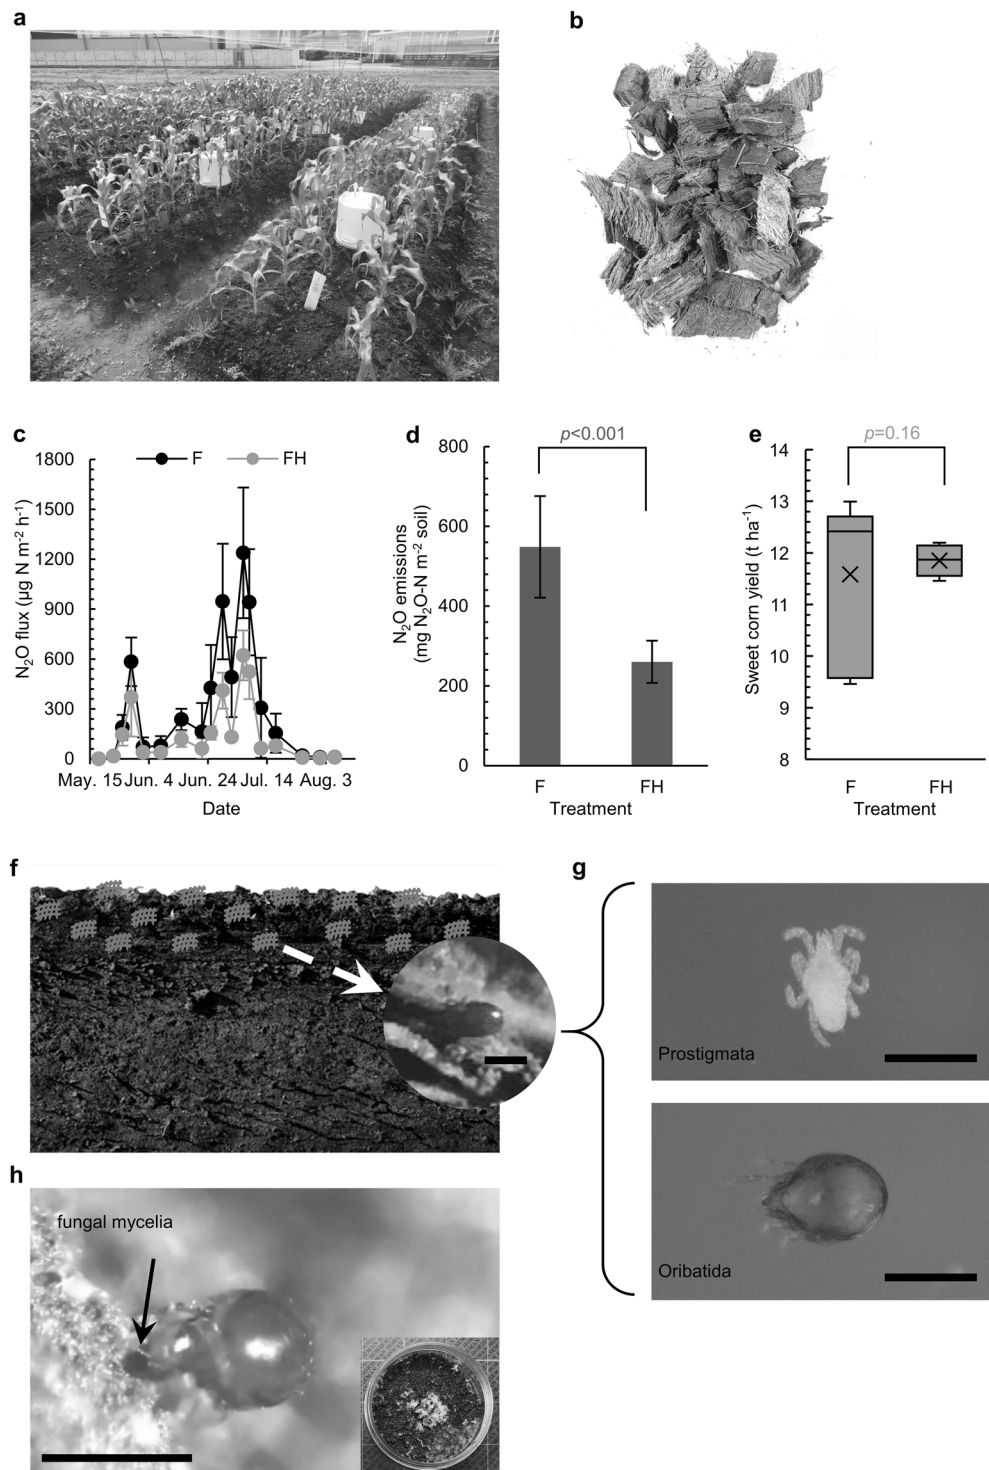 a
b
c
1800
1500
1200
900
600
300
0
F
FH
N₂O flux (µg N m⁻² h⁻¹)
May. 15 Jun. 4 Jun. 24 Jul. 14 Aug. 3
Date
d
p<0.001
800
600
400
200
0
N₂O emissions
(mg N₂O-N m⁻² soil)
F FH
Treatment
e
p=0.16
14
13
12
11
10
9
8
Sweet corn yield (t ha⁻¹)
F FH
Treatment
f
g
Prostigmata
Oribatida
h
fungal mycelia